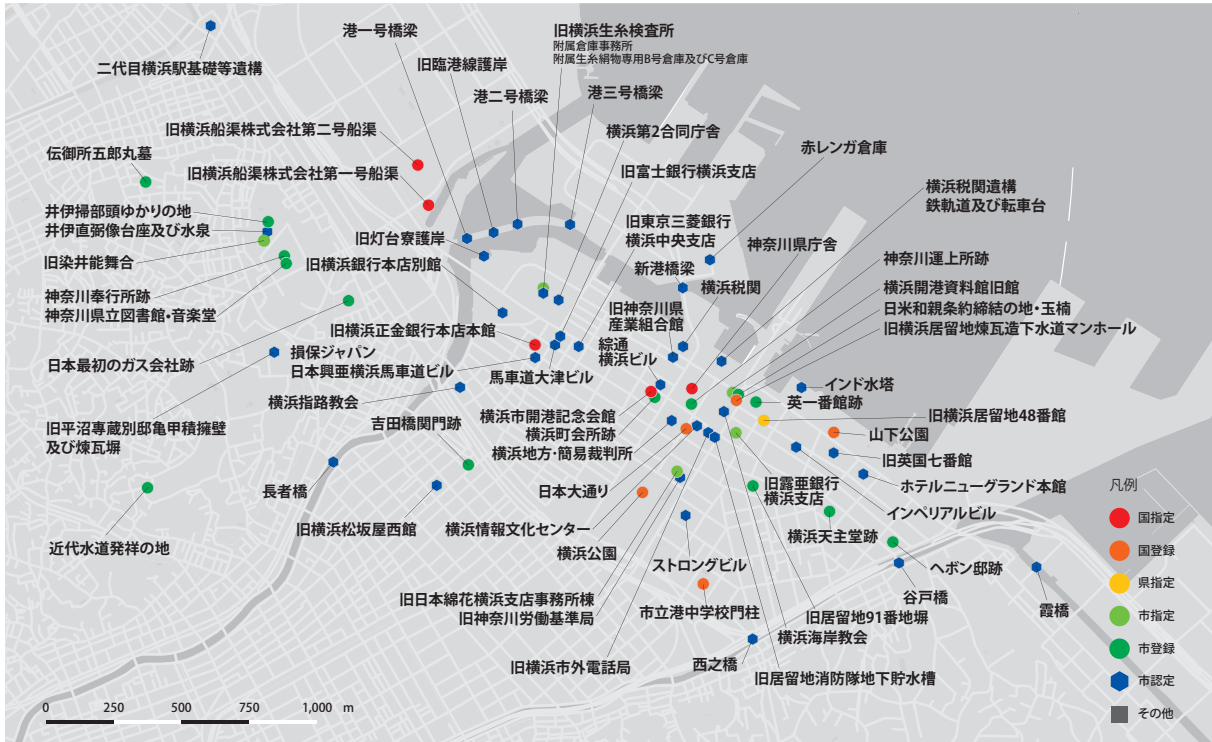 港一号橋梁
旧横浜生糸検査所
附属倉庫事務所
附属生糸絹物専用B号倉庫及びC号倉庫
二代目横浜駅基礎等遺構
旧臨港線護岸
港二号橋梁
港三号橋梁
旧横浜船渠株式会社第二号船渠
横浜第2合同庁舎
赤レンガ倉庫
伝御所五郎丸墓
旧横浜船渠株式会社第一号船渠
旧富士銀行横浜支店
横浜税関遺構
鉄軌道及び転車台
井伊掃部頭ゆかりの地
井伊直弼像台座及び水泉
旧灯台寮護岸
旧東京三菱銀行
横浜中央支店
神奈川県庁舎
旧染井能舞台
旧横浜銀行本店別館
新港橋梁
神奈川運上所跡
神奈川奉行所跡
神奈川県立図書館・音楽堂
横浜税関
横浜開港資料館旧館
旧神奈川県
産業組合館
日米和親条約締結の地・玉楠
旧横浜正金銀行本店本館
旧横浜居留地煉瓦造下水道マンホール
日本最初のガス会社跡
損保ジャパン
日本興亜横浜馬車道ビル
綜通
横浜ビル
馬車道大津ビル
インド水塔
横浜指路教会
英一番館跡
旧平沼専蔵別邸亀甲積擁壁
及び煉瓦塀
吉田橋関門跡
横浜市開港記念会館
横浜町会所跡
旧横浜居留地48番館
山下公園
横浜地方・簡易裁判所
旧英国七番館
長者橋
日本大通り
旧露亜銀行
横浜支店
ホテルニューグランド本館
凡例
インペリアルビル
国指定
旧横浜松坂屋西館
横浜情報文化センター
横浜天主堂跡
近代水道発祥の地
横浜公園
国登録
ストロングビル
ヘボン邸跡
県指定
旧日本綿花横浜支店事務所棟
旧神奈川労働基準局
市立港中学校門柱
旧居留地91番地塀
谷戸橋
霞橋
市指定
横浜海岸教会
市登録
旧横浜市外電話局
西之橋
旧居留地消防隊地下貯水槽
市認定
0 250 500 750 1,000 m
その他